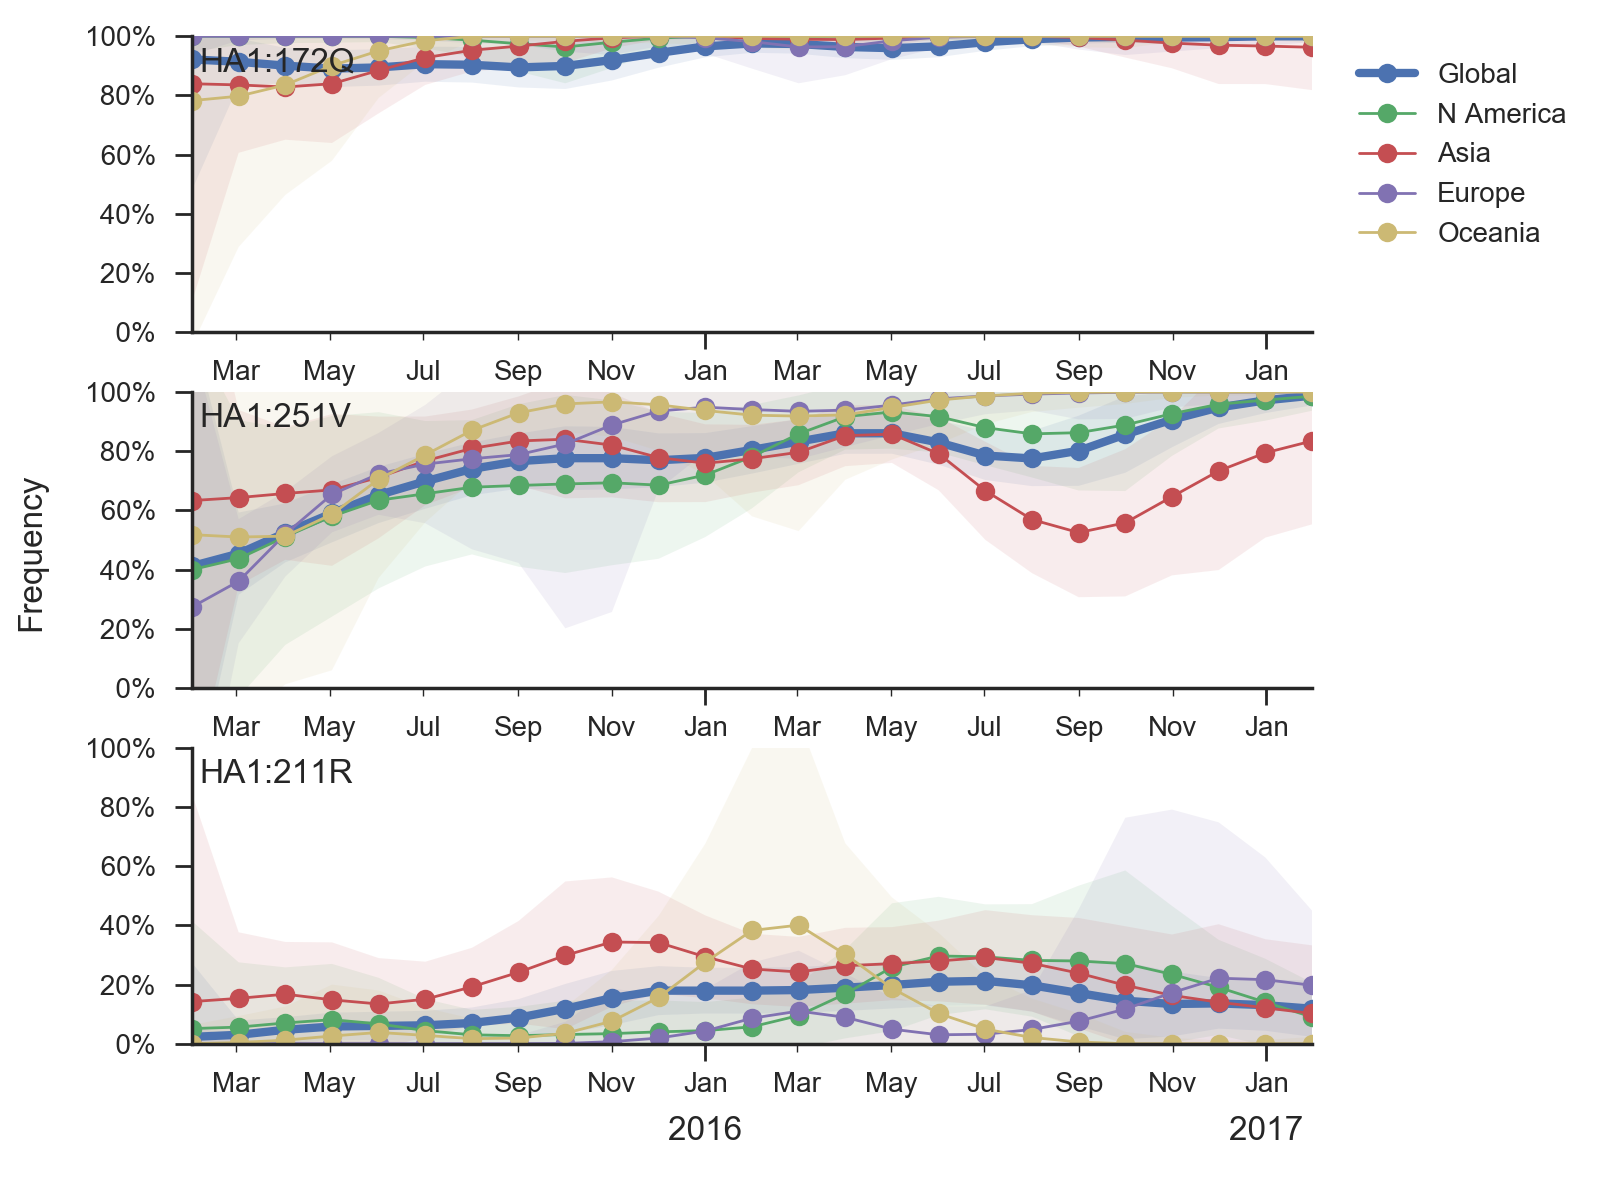 100%
80%
60%
40%
20%
0%
HA1:172Q
Mar May Jul Sep Nov Jan Mar May Jul Sep Nov Jan
Global
N America
Asia
Europe
Oceania
Frequency
100%
80%
60%
40%
20%
0%
HA1:251V
Mar May Jul Sep Nov Jan Mar May Jul Sep Nov Jan
100%
80%
60%
40%
20%
0%
HA1:211R
Mar May Jul Sep Nov Jan Mar May Jul Sep Nov Jan
2016 2017